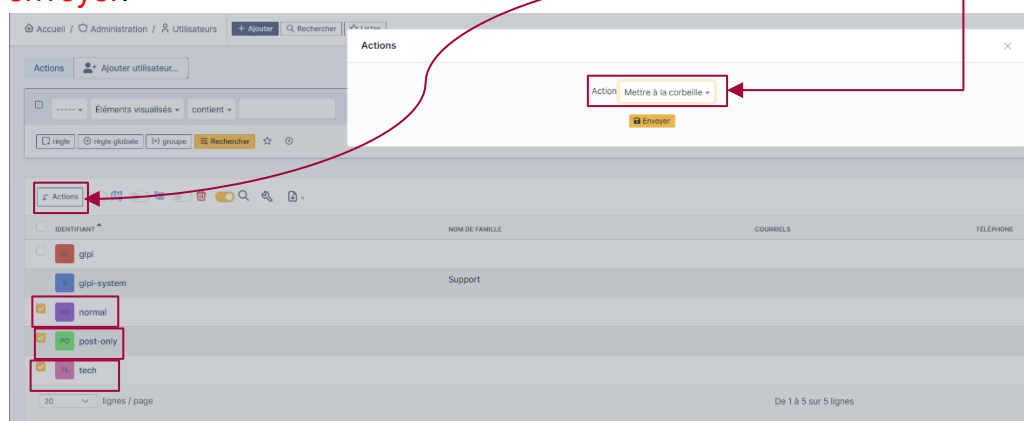 envoyer.
Accueil / Administration / Utilisateurs + Ajouter Rechercher Lister
Actions
Actions Ajouter utilisateur...
Action Mettre à la corbeille
----- Éléments visualisés contient
Envoyer
règle règle globale (+) groupe Rechercher
Actions
IDENTIFIANT NOM DE FAMILLE COURRIELS TÉLÉPHONE
GL glpi
S glpi-system Support
NO normal
PO post-only
TE tech
20 lignes / page De 1 à 5 sur 5 lignes